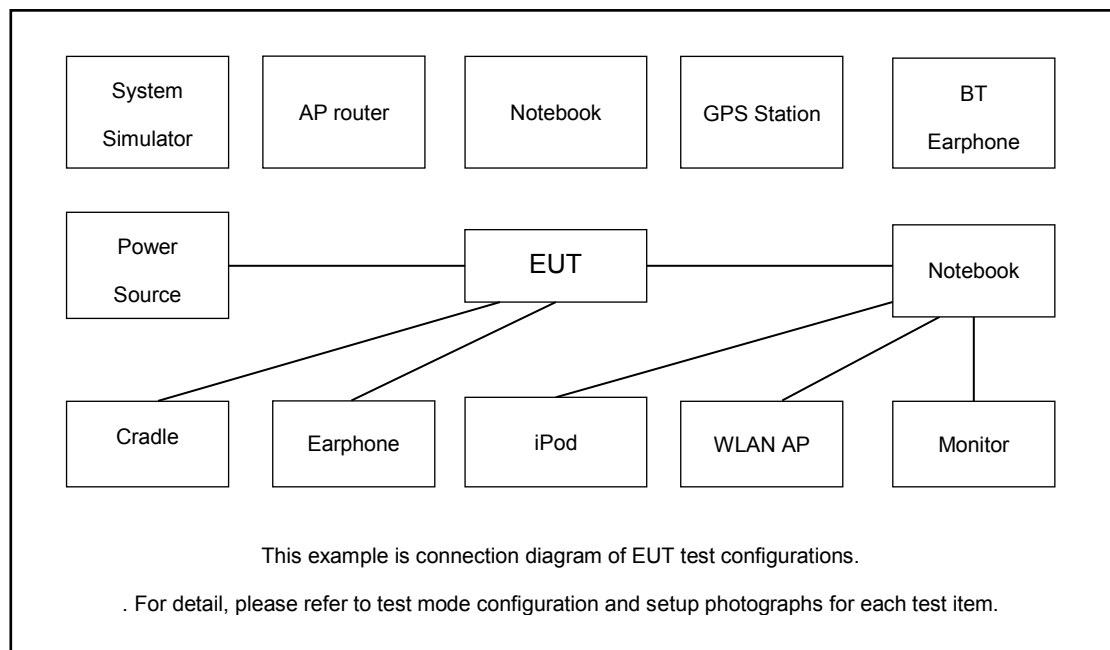 System
Simulator
AP router
Notebook
GPS Station
BT
Earphone
Power
Source
EUT
Notebook
Cradle
Earphone
iPod
WLAN AP
Monitor
This example is connection diagram of EUT test configurations.
. For detail, please refer to test mode configuration and setup photographs for each test item.